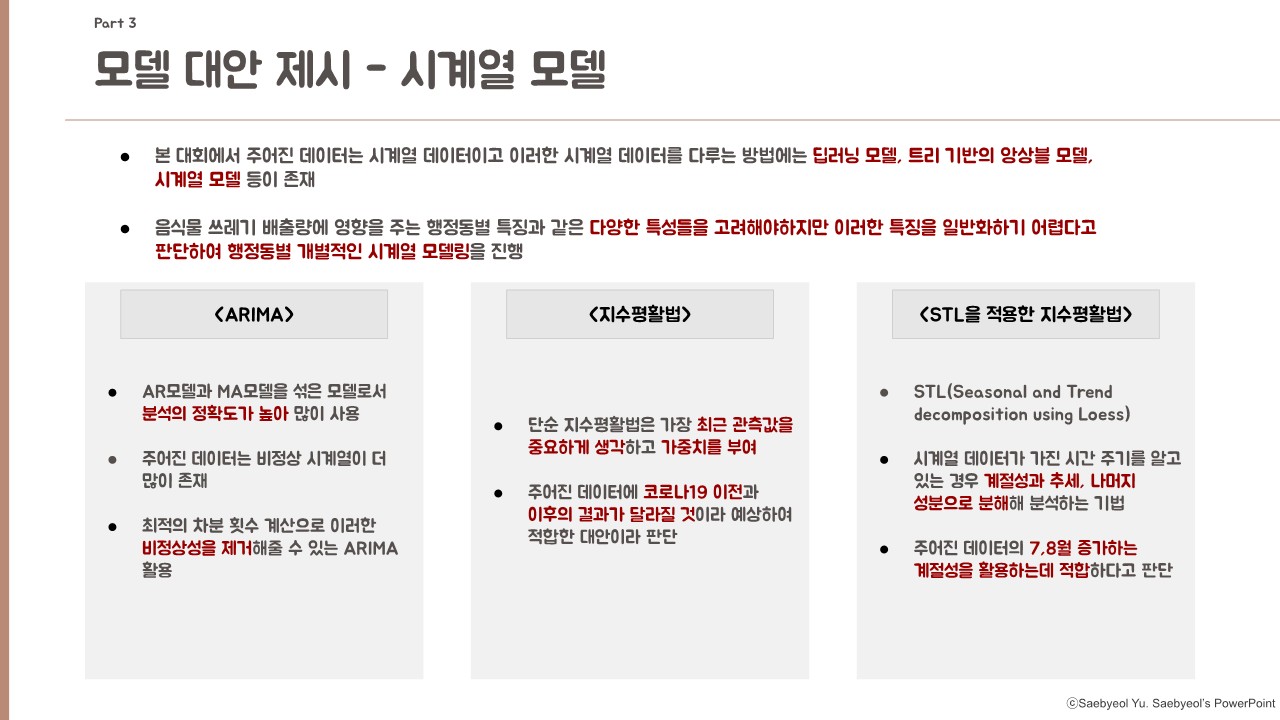 Part 3
모델 대안 제시 - 시계열 모델
● 본 대회에서 주어진 데이터는 시계열 데이터이고 이러한 시계열 데이터를 다루는 방법에는 딥러닝 모델, 트리 기반의 앙상블 모델,
시계열 모델 등이 존재
● 음식물 쓰레기 배출량에 영향을 주는 행정동별 특징과 같은 다양한 특성들을 고려해야하지만 이러한 특징을 일반화하기 어렵다고
판단하여 행정동별 개별적인 시계열 모델링을 진행
<ARIMA>
● AR모델과 MA모델을 섞은 모델로서
분석의 정확도가 높아 많이 사용
● 주어진 데이터는 비정상 시계열이 더
많이 존재
● 최적의 차분 횟수 계산으로 이러한
비정상성을 제거해줄 수 있는 ARIMA
활용
<지수평활법>
● 단순 지수평활법은 가장 최근 관측값을
중요하게 생각하고 가중치를 부여
● 주어진 데이터에 코로나19 이전과
이후의 결과가 달라질 것이라 예상하여
적합한 대안이라 판단
<STL을 적용한 지수평활법>
● STL(Seasonal and Trend
decomposition using Loess)
● 시계열 데이터가 가진 시간 주기를 알고
있는 경우 계절성과 추세, 나머지
성분으로 분해해 분석하는 기법
● 주어진 데이터의 7,8월 증가하는
계절성을 활용하는데 적합하다고 판단
ⓒSaebyeol Yu. Saebyeol's PowerPoint